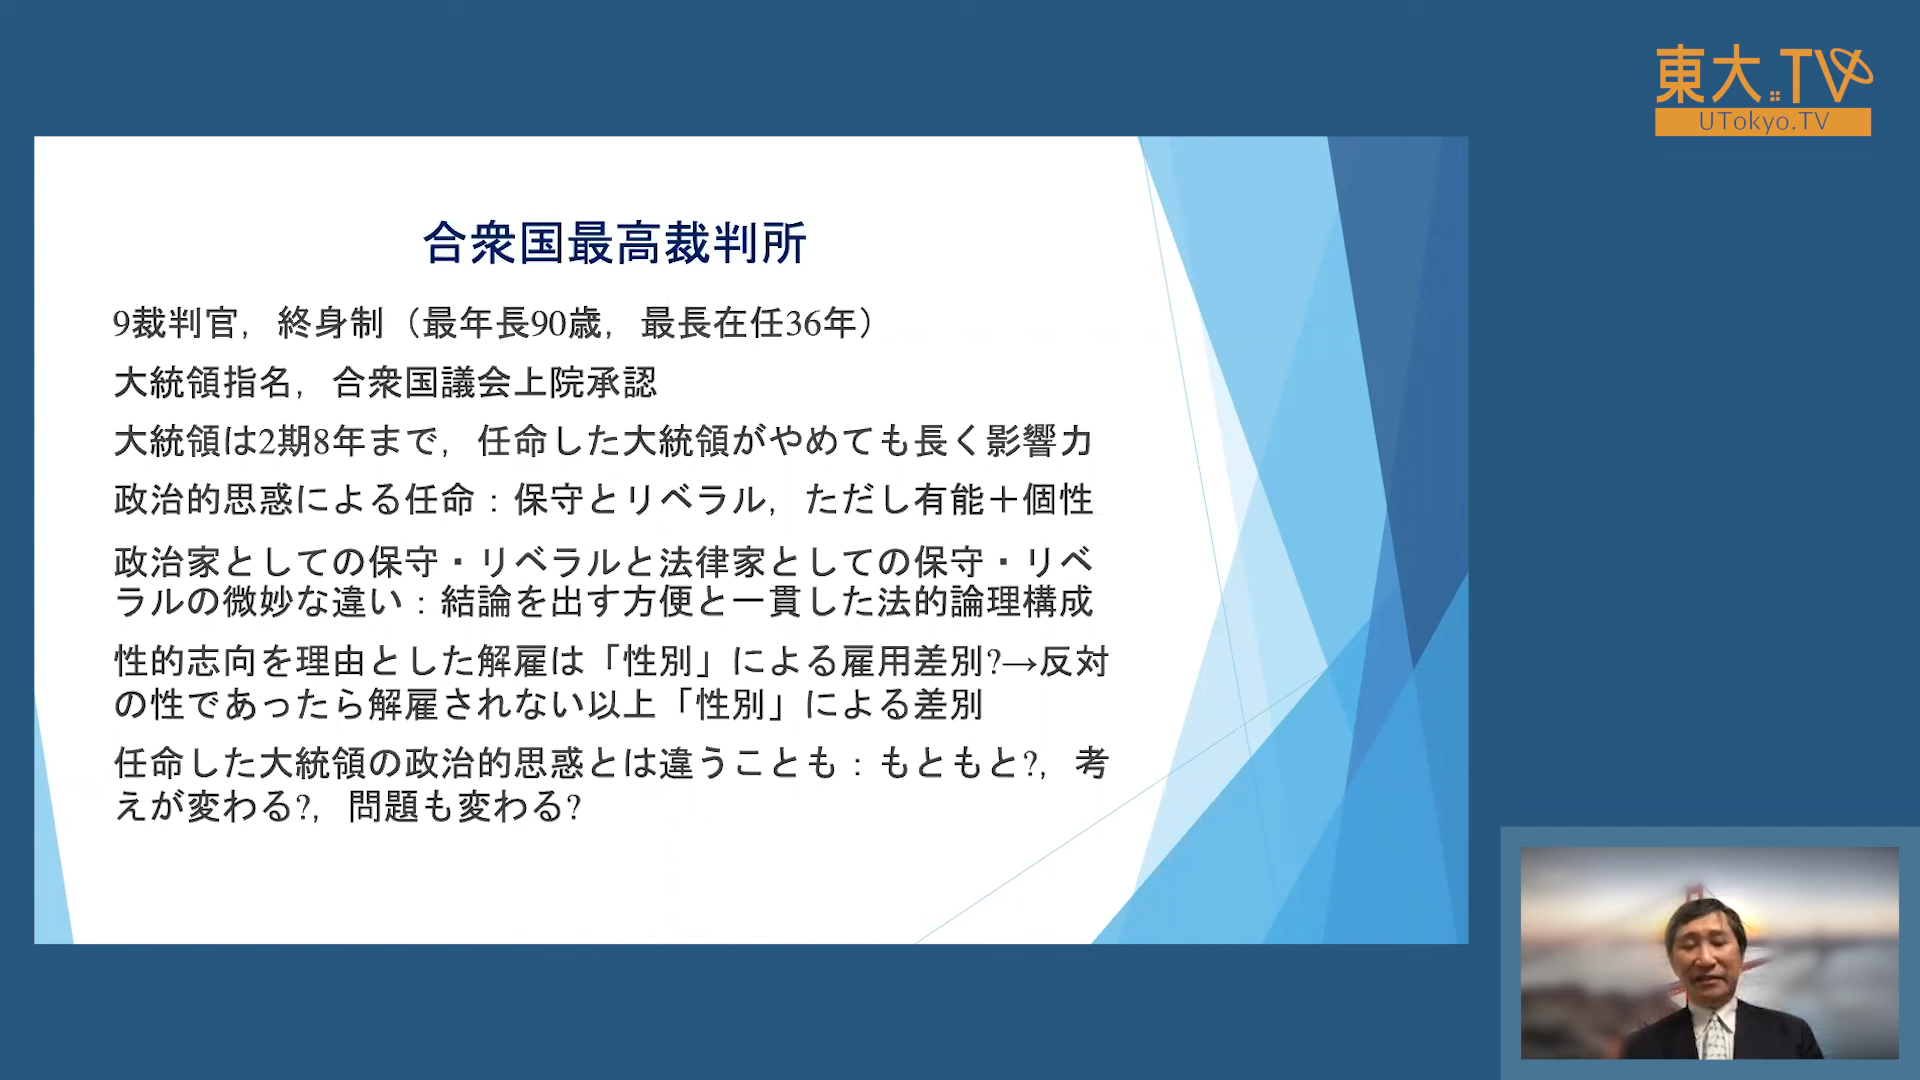 東大.TV
UTokyo.TV
合衆国最高裁判所
9裁判官，終身制（最年長90歳，最長在任36年）
大統領指名，合衆国議会上院承認
大統領は2期8年まで，任命した大統領がやめても長く影響力
政治的思惑による任命：保守とリベラル，ただし有能＋個性
政治家としての保守・リベラルと法律家としての保守・リベ
ラルの微妙な違い：結論を出す方便と一貫した法的論理構成
性的志向を理由とした解雇は「性別」による雇用差別?→反対
の性であったら解雇されない以上「性別」による差別
任命した大統領の政治的思惑とは違うことも：もともと?，考
えが変わる?，問題も変わる?